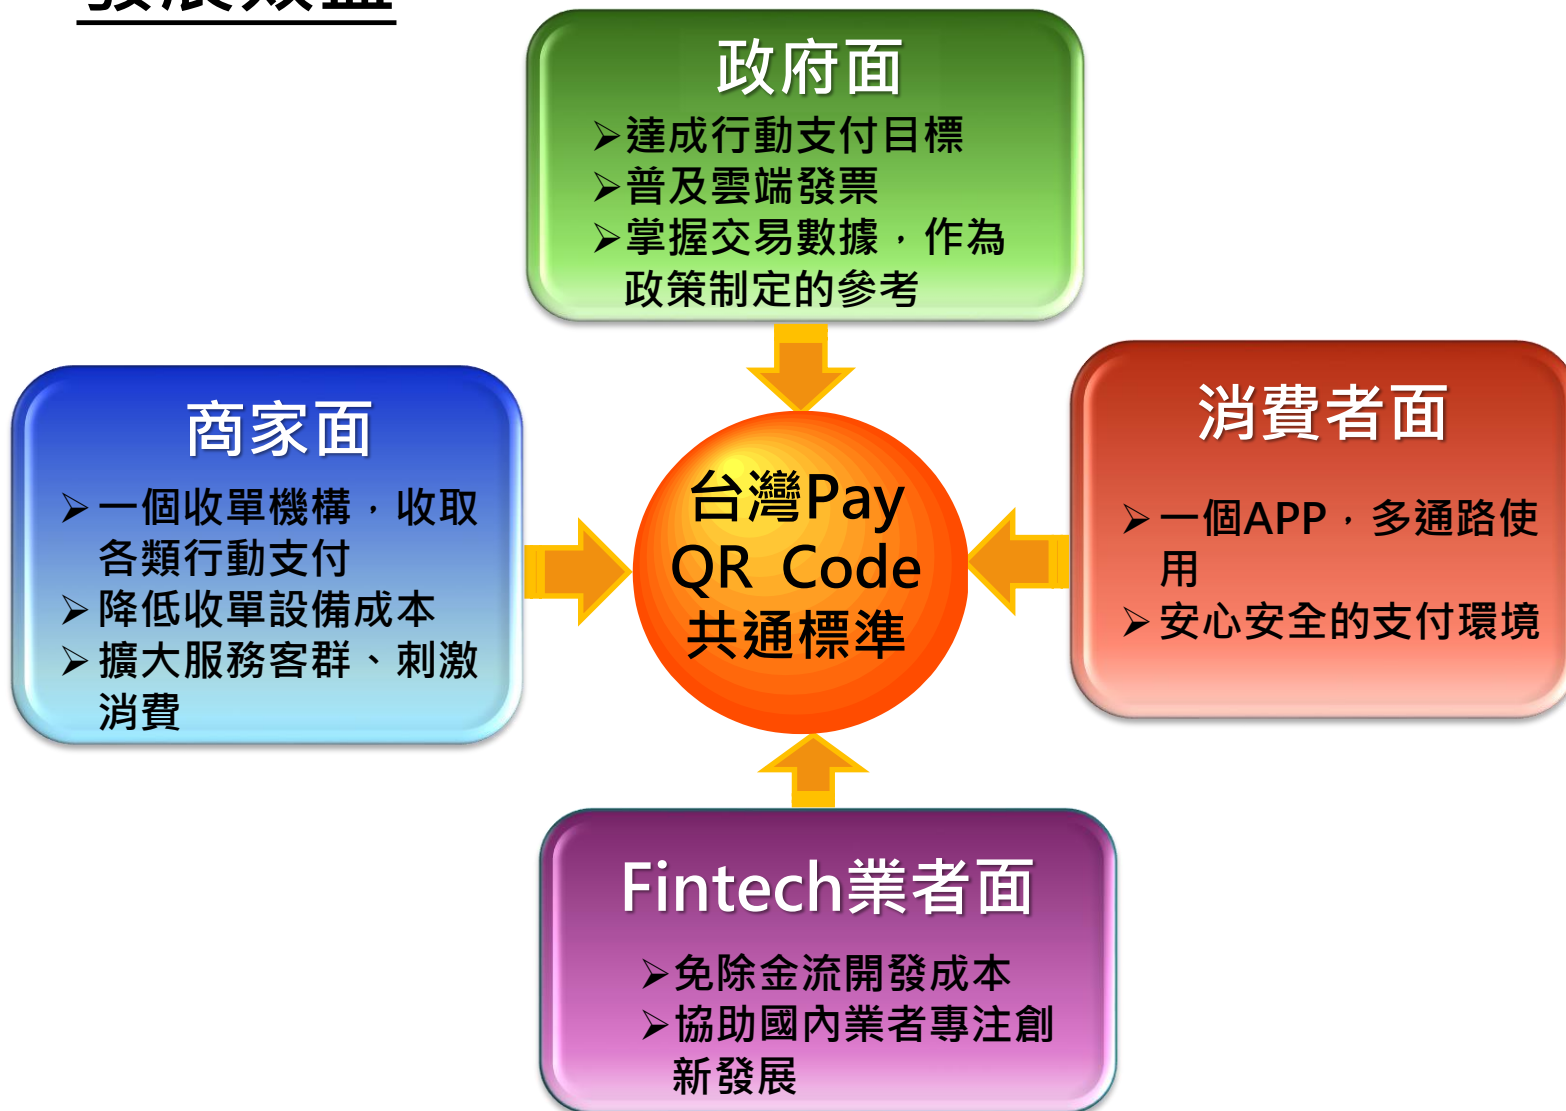 發展效益
政府面
➢達成行動支付目標
➢普及雲端發票
➢掌握交易數據，作為
政策制定的參考
商家面
➢一個收單機構，收取
各類行動支付
➢降低收單設備成本
➢擴大服務客群、刺激
消費
台灣Pay
QR Code
共通標準
消費者面
➢一個APP，多通路使
用
➢安心安全的支付環境
Fintech業者面
➢免除金流開發成本
➢協助國內業者專注創
新發展